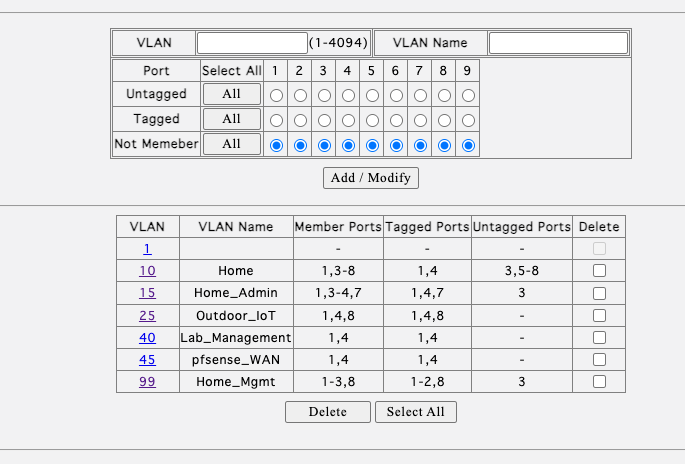 VLAN (1-4094) VLAN Name
Port Select All 1 2 3 4 5 6 7 8 9
Untagged All
Tagged All
Not Memeber All
Add / Modify
VLAN VLAN Name Member Ports Tagged Ports Untagged Ports Delete
1 - - -
10 Home 1,3-8 1,4 3,5-8
15 Home_Admin 1,3-4,7 1,4,7 3
25 Outdoor_IoT 1,4,8 1,4,8 -
40 Lab_Management 1,4 1,4 -
45 pfsense_WAN 1,4 1,4 -
99 Home_Mgmt 1-3,8 1-2,8 3
Delete Select All